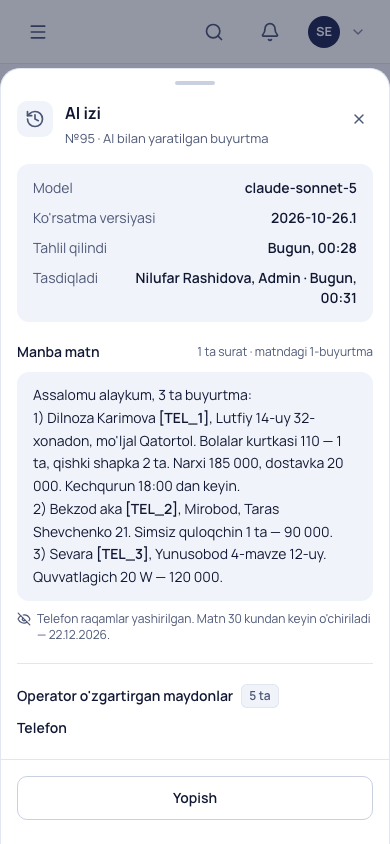 SE
AI izi
№95 · AI bilan yaratilgan buyurtma
Model claude-sonnet-5
Ko'rsatma versiyasi 2026-10-26.1
Tahlil qilindi Bugun, 00:28
Tasdiqladi Nilufar Rashidova, Admin · Bugun,
00:31
Manba matn 1 ta surat · matndagi 1-buyurtma
Assalomu alaykum, 3 ta buyurtma:
1) Dilnoza Karimova [TEL_1], Lutfiy 14-uy 32-
xonadon, mo'ljal Qatortol. Bolalar kurtkasi 110 — 1
ta, qishki shapka 2 ta. Narxi 185 000, dostavka 20
000. Kechqurun 18:00 dan keyin.
2) Bekzod aka [TEL_2], Mirobod, Taras
Shevchenko 21. Simsiz quloqchin 1 ta — 90 000.
3) Sevara [TEL_3], Yunusobod 4-mavze 12-uy.
Quvvatlagich 20 W — 120 000.
Telefon raqamlar yashirilgan. Matn 30 kundan keyin o'chiriladi
— 22.12.2026.
Operator o'zgartirgan maydonlar 5 ta
Telefon
Yopish